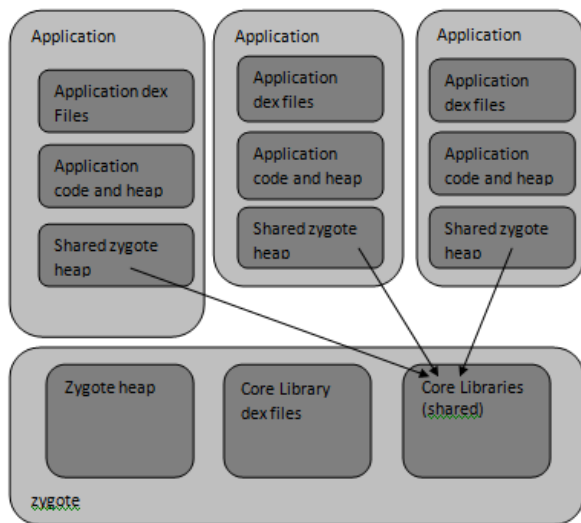 Application
Application dex
Files
Application
code and heap
Shared zygote
heap
Application
Application
dex files
Application
code and heap
Shared zygote
heap
Application
Application
dex files
Application
code and heap
Shared zygote
heap
Zygote heap
Core Library
dex files
Core Libraries
(shared)
zygote